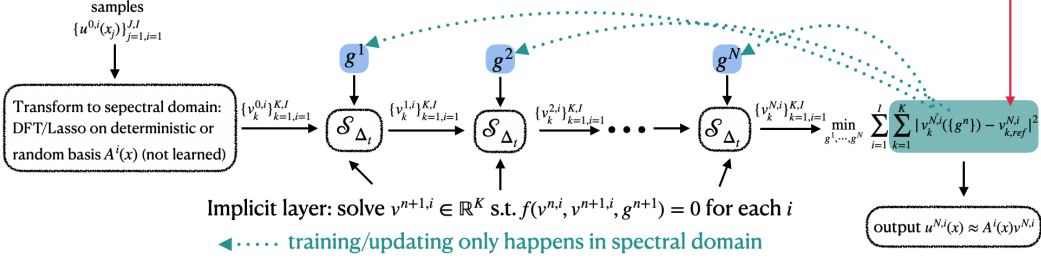 samples
{u^{0,i}(x_j)}_{j=1,i=1}^{J,I}
Transform to sepectral domain:
DFT/Lasso on deterministic or
random basis A^i(x) (not learned)
{v_k^{0,i}}_{k=1,i=1}^{K,I}
g^1
𝒮_{Δ_t}
{v_k^{1,i}}_{k=1,i=1}^{K,I}
g^2
𝒮_{Δ_t}
{v_k^{2,i}}_{k=1,i=1}^{K,I}
g^N
𝒮_{Δ_t}
{v_k^{N,i}}_{k=1,i=1}^{K,I}
min_{g^1,⋯,g^N} ∑_{i=1}^{I} ∑_{k=1}^{K} |v_k^{N,i}({g^n}) − v_{k,ref}^{N,i}|^2
Implicit layer: solve v^{n+1,i} ∈ ℝ^K s.t. f(v^{n,i}, v^{n+1,i}, g^{n+1}) = 0 for each i
training/updating only happens in spectral domain
output u^{N,i}(x) ≈ A^i(x)v^{N,i}